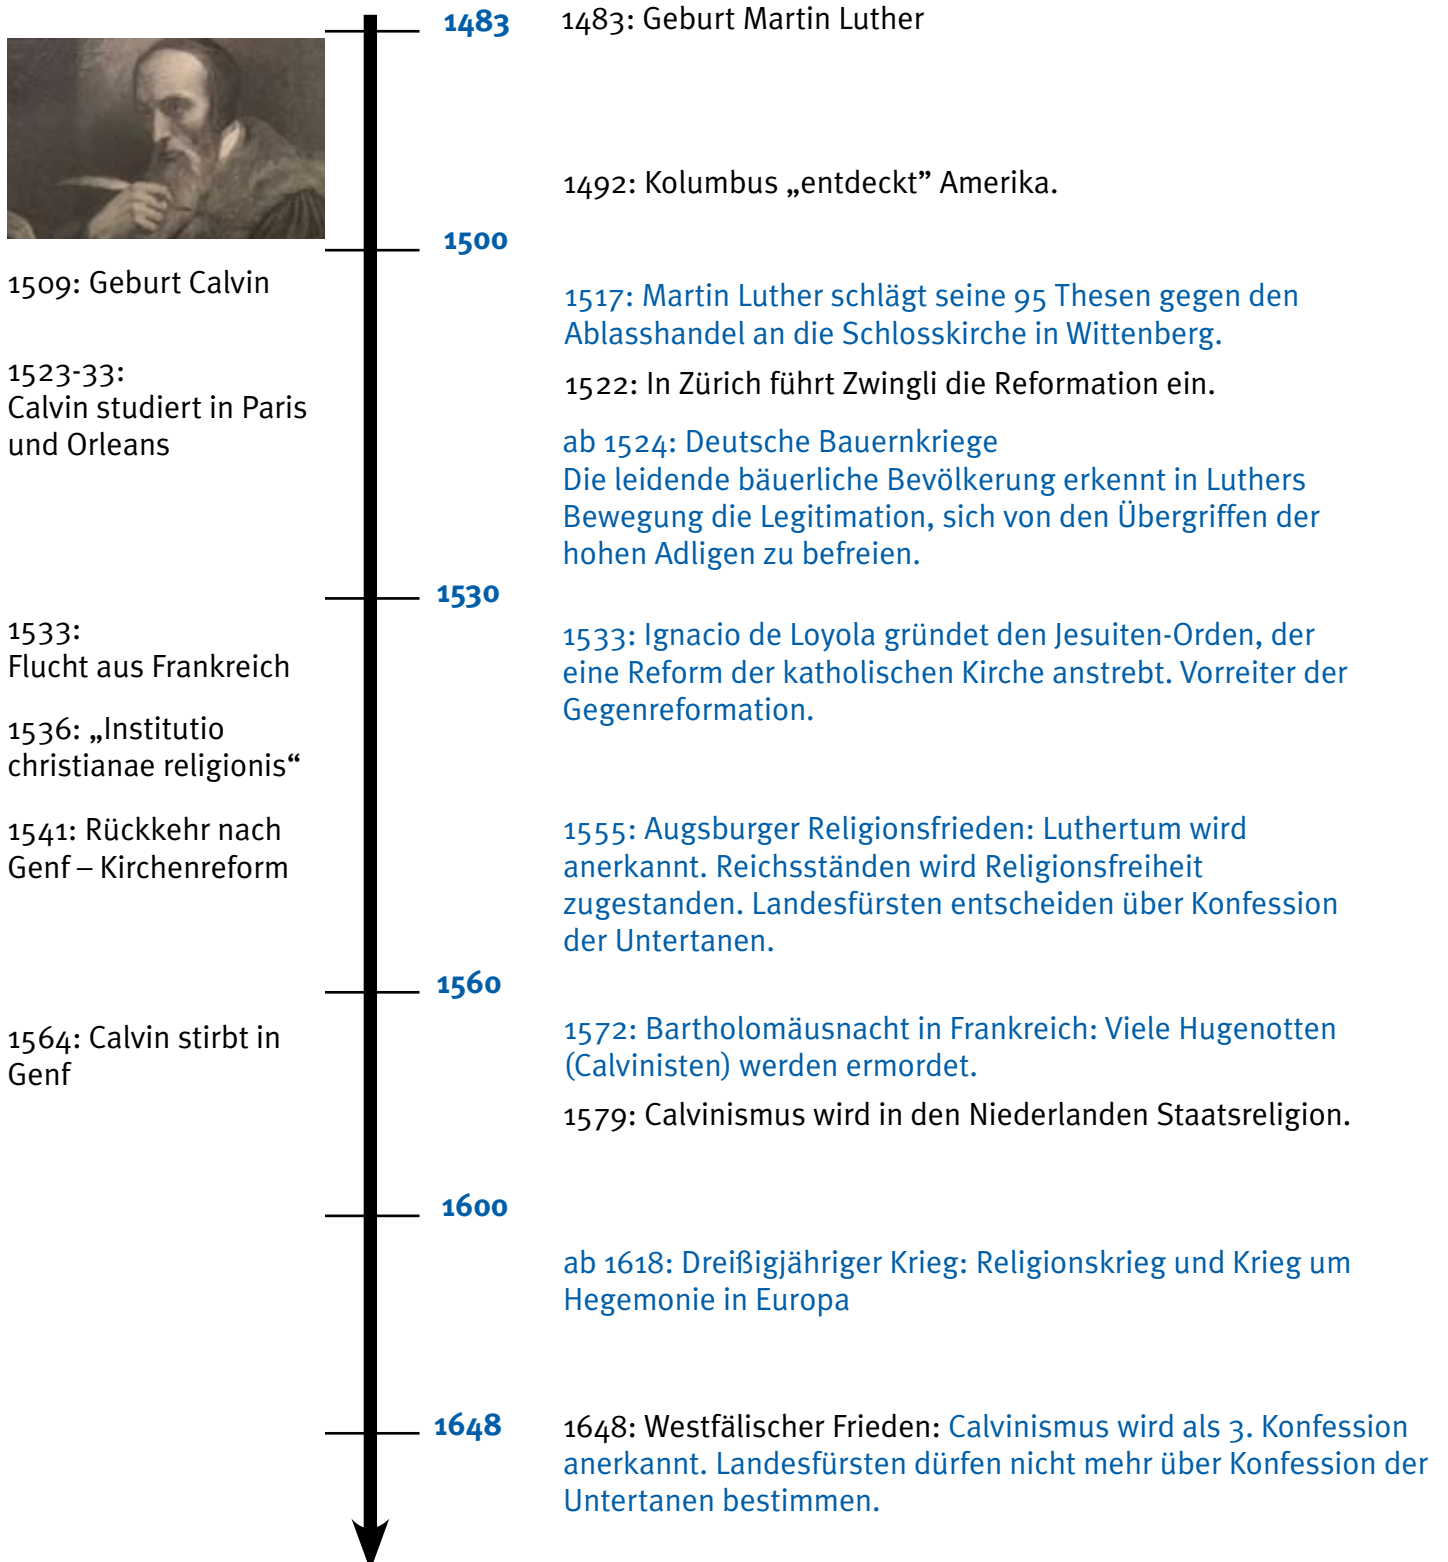 1483
1483: Geburt Martin Luther
1492: Kolumbus „entdeckt” Amerika.
1500
1509: Geburt Calvin
1517: Martin Luther schlägt seine 95 Thesen gegen den
Ablasshandel an die Schlosskirche in Wittenberg.
1523-33:
Calvin studiert in Paris
und Orleans
1522: In Zürich führt Zwingli die Reformation ein.
ab 1524: Deutsche Bauernkriege
Die leidende bäuerliche Bevölkerung erkennt in Luthers
Bewegung die Legitimation, sich von den Übergriffen der
hohen Adligen zu befreien.
1530
1533:
Flucht aus Frankreich
1533: Ignacio de Loyola gründet den Jesuiten-Orden, der
eine Reform der katholischen Kirche anstrebt. Vorreiter der
Gegenreformation.
1536: „Institutio
christianae religionis“
1541: Rückkehr nach
Genf – Kirchenreform
1555: Augsburger Religionsfrieden: Luthertum wird
anerkannt. Reichsständen wird Religionsfreiheit
zugestanden. Landesfürsten entscheiden über Konfession
der Untertanen.
1560
1564: Calvin stirbt in
Genf
1572: Bartholomäusnacht in Frankreich: Viele Hugenotten
(Calvinisten) werden ermordet.
1579: Calvinismus wird in den Niederlanden Staatsreligion.
1600
ab 1618: Dreißigjähriger Krieg: Religionskrieg und Krieg um
Hegemonie in Europa
1648
1648: Westfälischer Frieden: Calvinismus wird als 3. Konfession
anerkannt. Landesfürsten dürfen nicht mehr über Konfession der
Untertanen bestimmen.